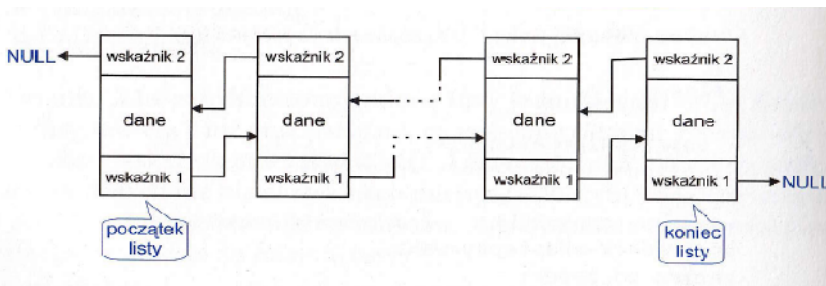 NULL
wskaźnik 2
dane
wskaźnik 1
początek
listy
wskaźnik 2
dane
wskaźnik 1
wskaźnik 2
dane
wskaźnik 1
wskaźnik 2
dane
wskaźnik 1
NULL
koniec
listy